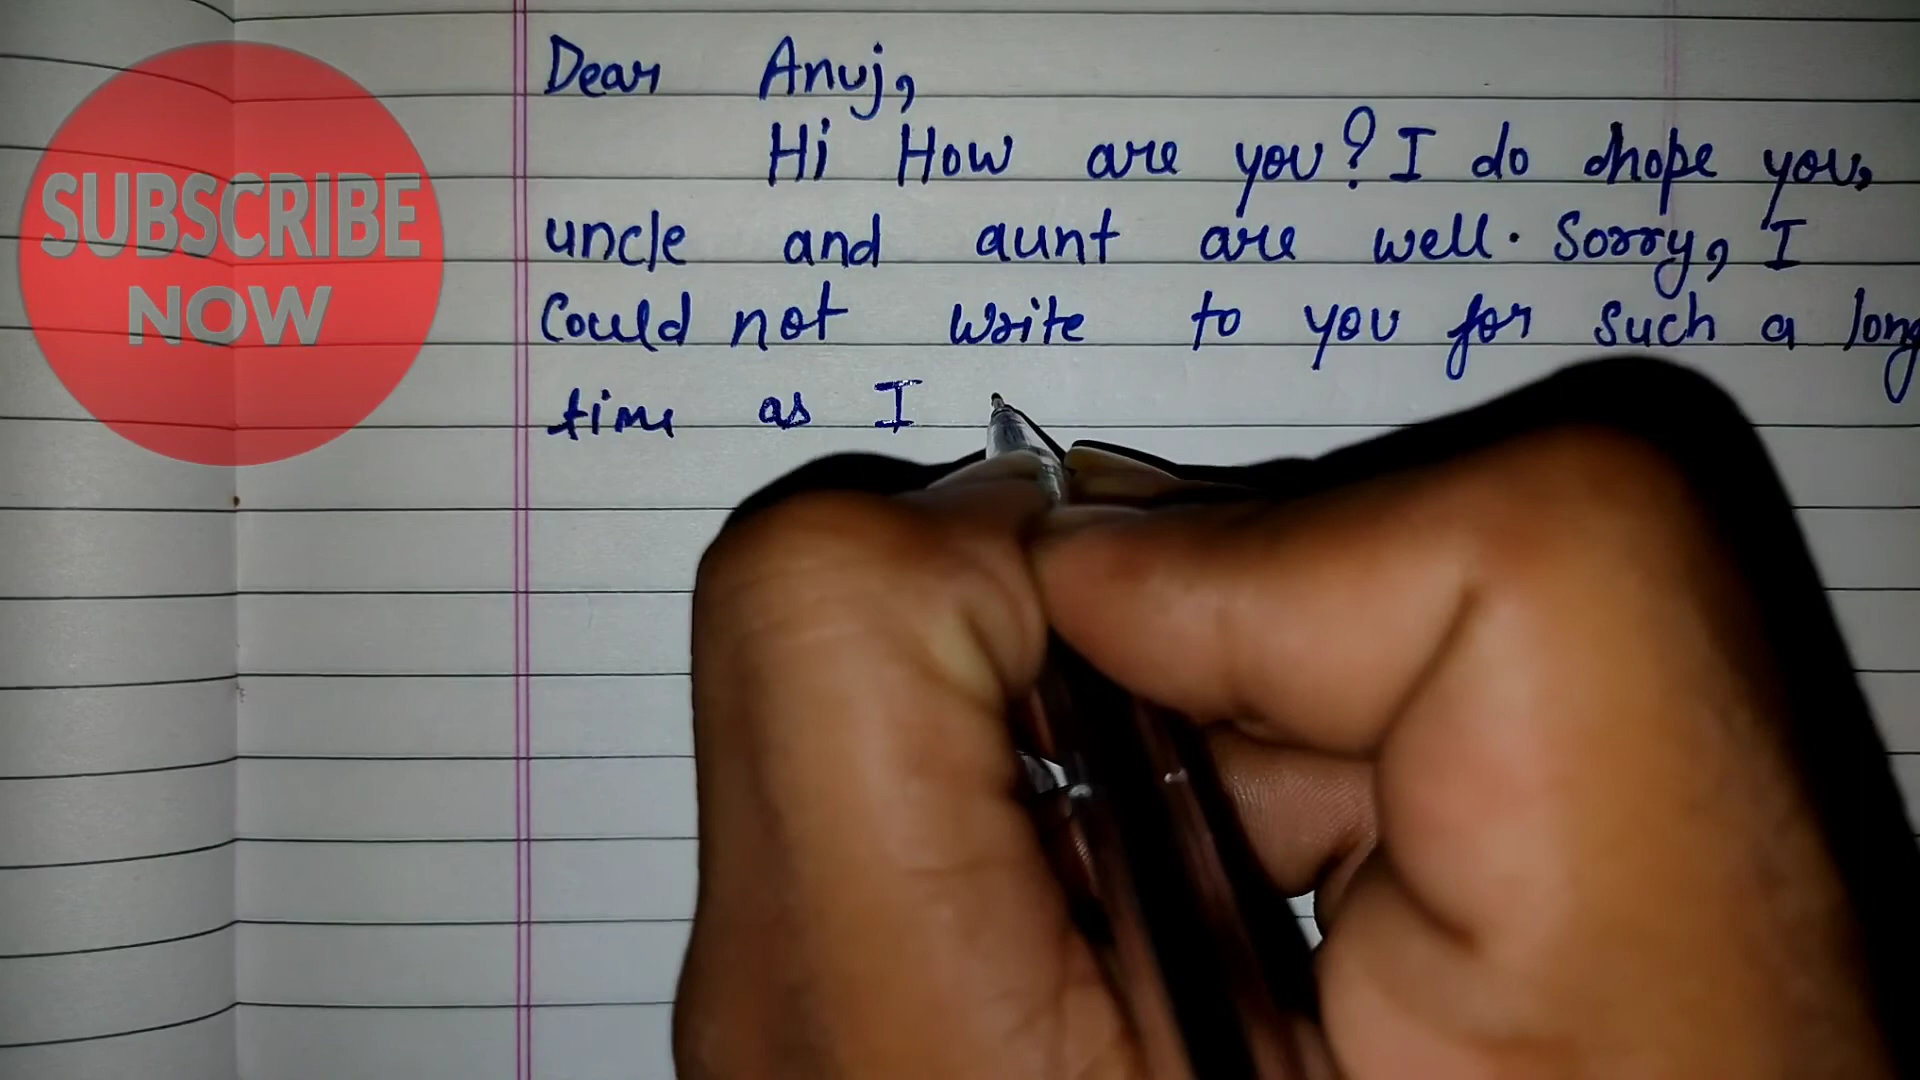 SUBSCRIBE
NOW
Dear Anuj,
Hi How are you? I do hope you,
uncle and aunt are well. Sorry, I
Could not write to you for such a long
time as I